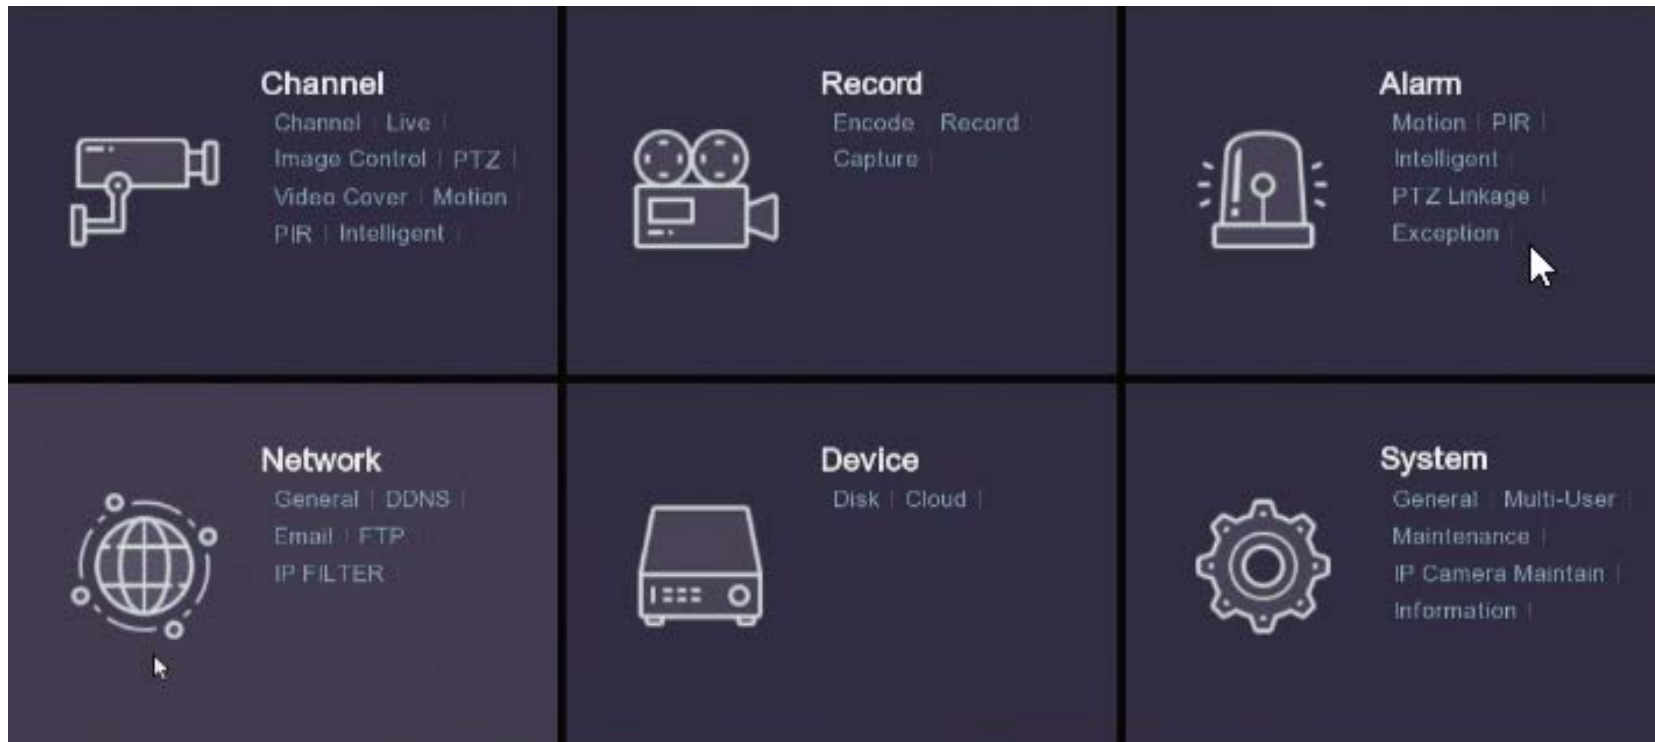 Channel
Channel | Live |
Image Control | PTZ |
Video Cover | Motion |
PIR | Intelligent |
Record
Encode | Record |
Capture |
Alarm
Motion | PIR |
Intelligent |
PTZ Linkage |
Exception |
Network
General | DDNS |
Email | FTP |
IP FILTER |
Device
Disk | Cloud |
System
General | Multi-User |
Maintenance |
IP Camera Maintain |
Information |